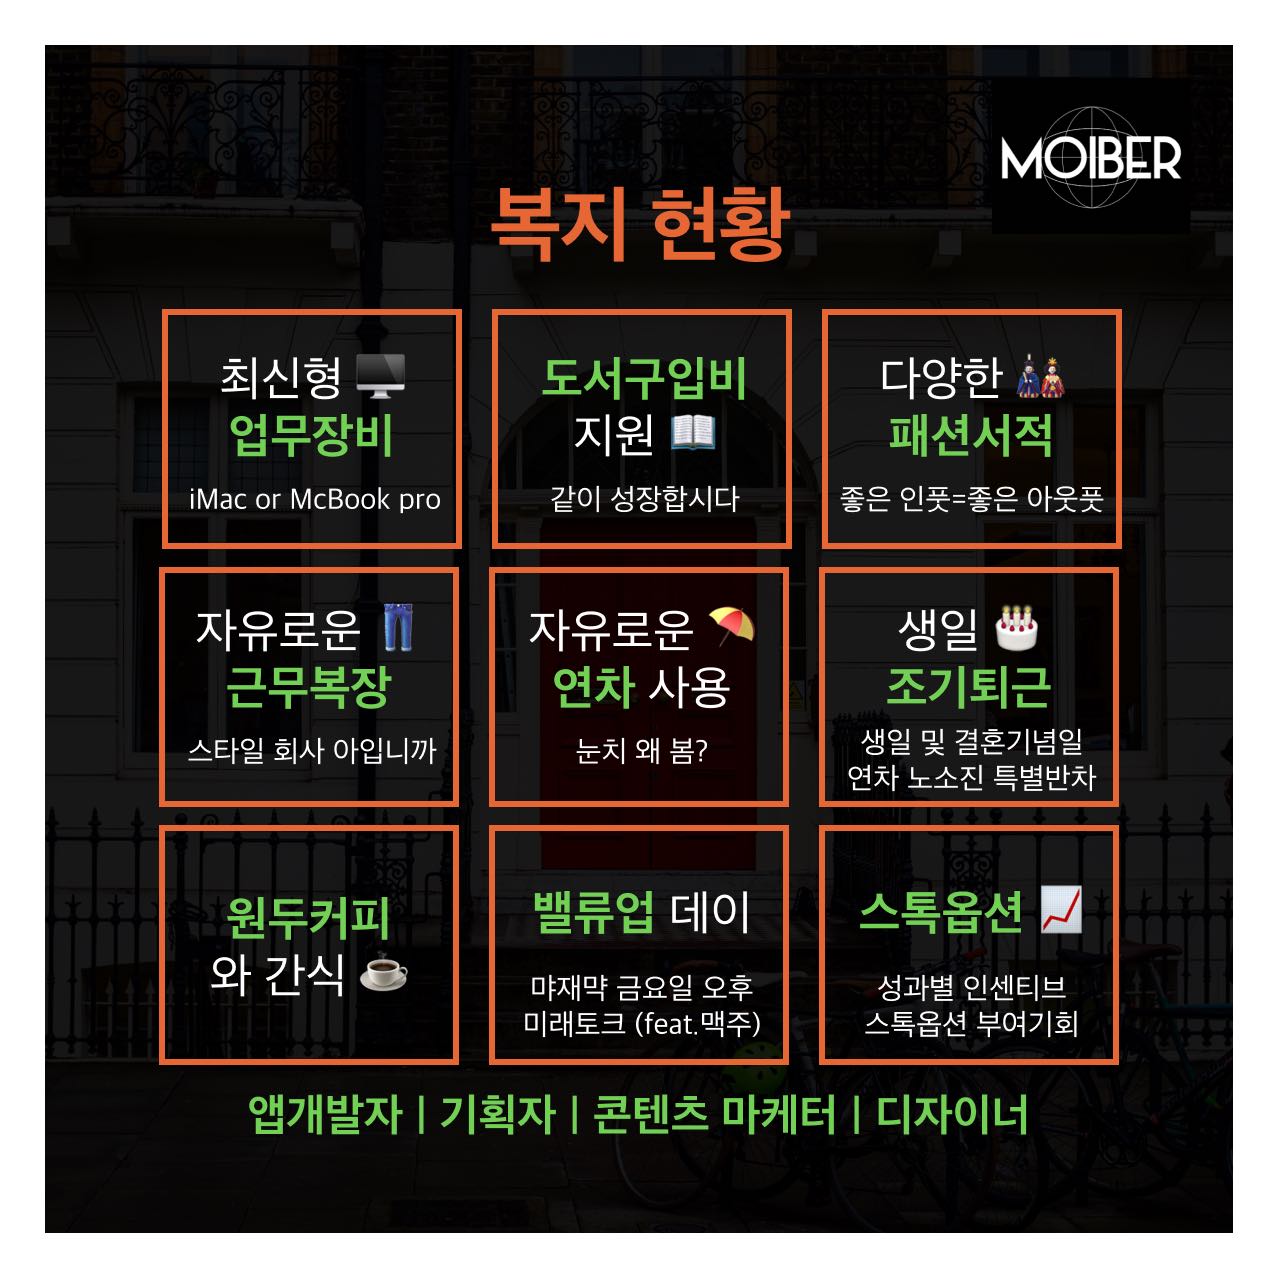 MOIBER
복지 현황
최신형 🖥
업무장비
iMac or McBook pro
도서구입비
지원 📖
같이 성장합시다
다양한 🎎
패션서적
좋은 인풋=좋은 아웃풋
자유로운 👖
근무복장
스타일 회사 아입니까
자유로운 ⛱
연차 사용
눈치 왜 봄?
생일 🎂
조기퇴근
생일 및 결혼기념일
연차 노소진 특별반차
원두커피
와 간식 ☕
밸류업 데이
먀재먁 금요일 오후
미래토크 (feat.맥주)
스톡옵션 📈
성과별 인센티브
스톡옵션 부여기회
앱개발자 | 기획자 | 콘텐츠 마케터 | 디자이너